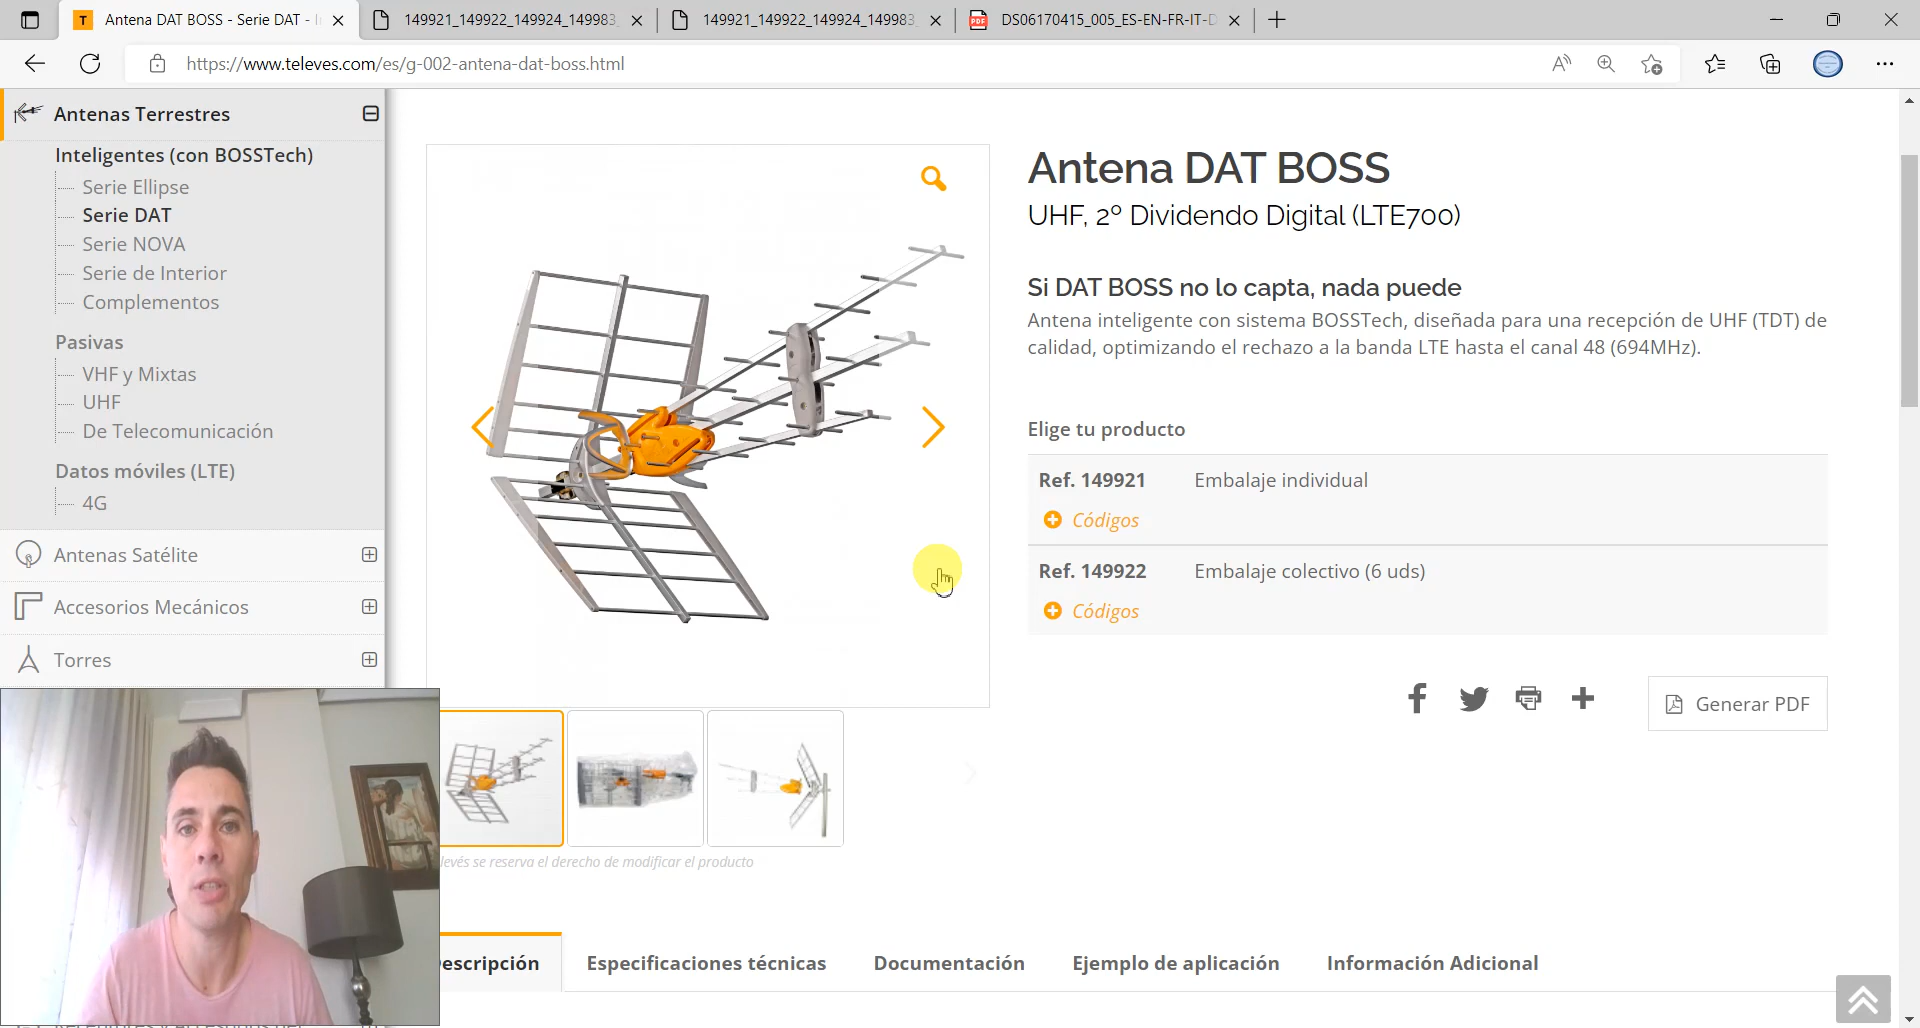 Antena DAT BOSS - Serie DAT - I
149921_149922_149924_149983
149921_149922_149924_149983
DS06170415_005_ES-EN-FR-IT-D
https://www.televes.com/es/g-002-antena-dat-boss.html
Antenas Terrestres
Inteligentes (con BOSSTech)
Serie Ellipse
Serie DAT
Serie NOVA
Serie de Interior
Complementos
Pasivas
VHF y Mixtas
UHF
De Telecomunicación
Datos móviles (LTE)
4G
Antenas Satélite
Accesorios Mecánicos
Torres
Antena DAT BOSS
UHF, 2º Dividendo Digital (LTE700)
Si DAT BOSS no lo capta, nada puede
Antena inteligente con sistema BOSSTech, diseñada para una recepción de UHF (TDT) de
calidad, optimizando el rechazo a la banda LTE hasta el canal 48 (694MHz).
Elige tu producto
Ref. 149921 Embalaje individual
Códigos
Ref. 149922 Embalaje colectivo (6 uds)
Códigos
Generar PDF
levés se reserva el derecho de modificar el producto
escripción
Especificaciones técnicas
Documentación
Ejemplo de aplicación
Información Adicional